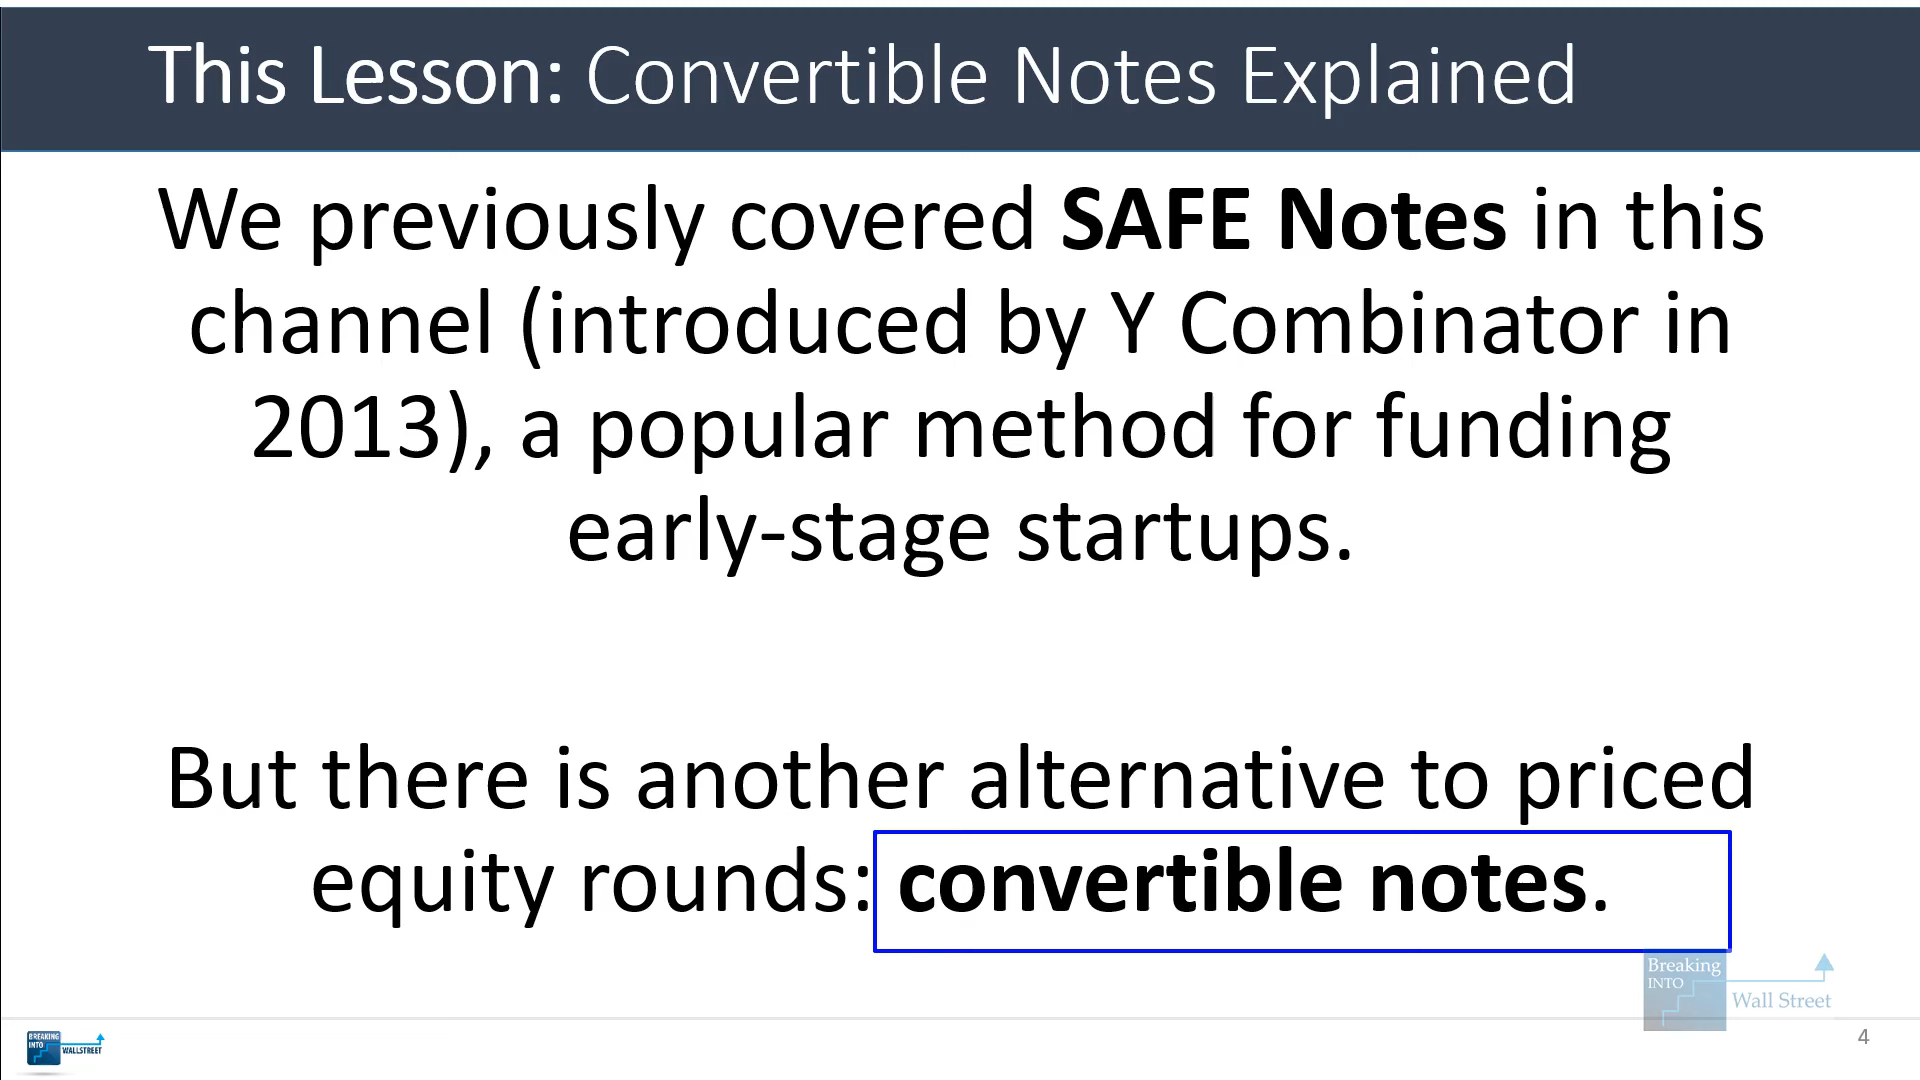 This Lesson: Convertible Notes Explained
We previously covered SAFE Notes in this
channel (introduced by Y Combinator in
2013), a popular method for funding
early-stage startups.
But there is another alternative to priced
equity rounds: convertible notes.
Breaking
INTO
Wall Street
BREAKING
INTO
WALLSTREET
4